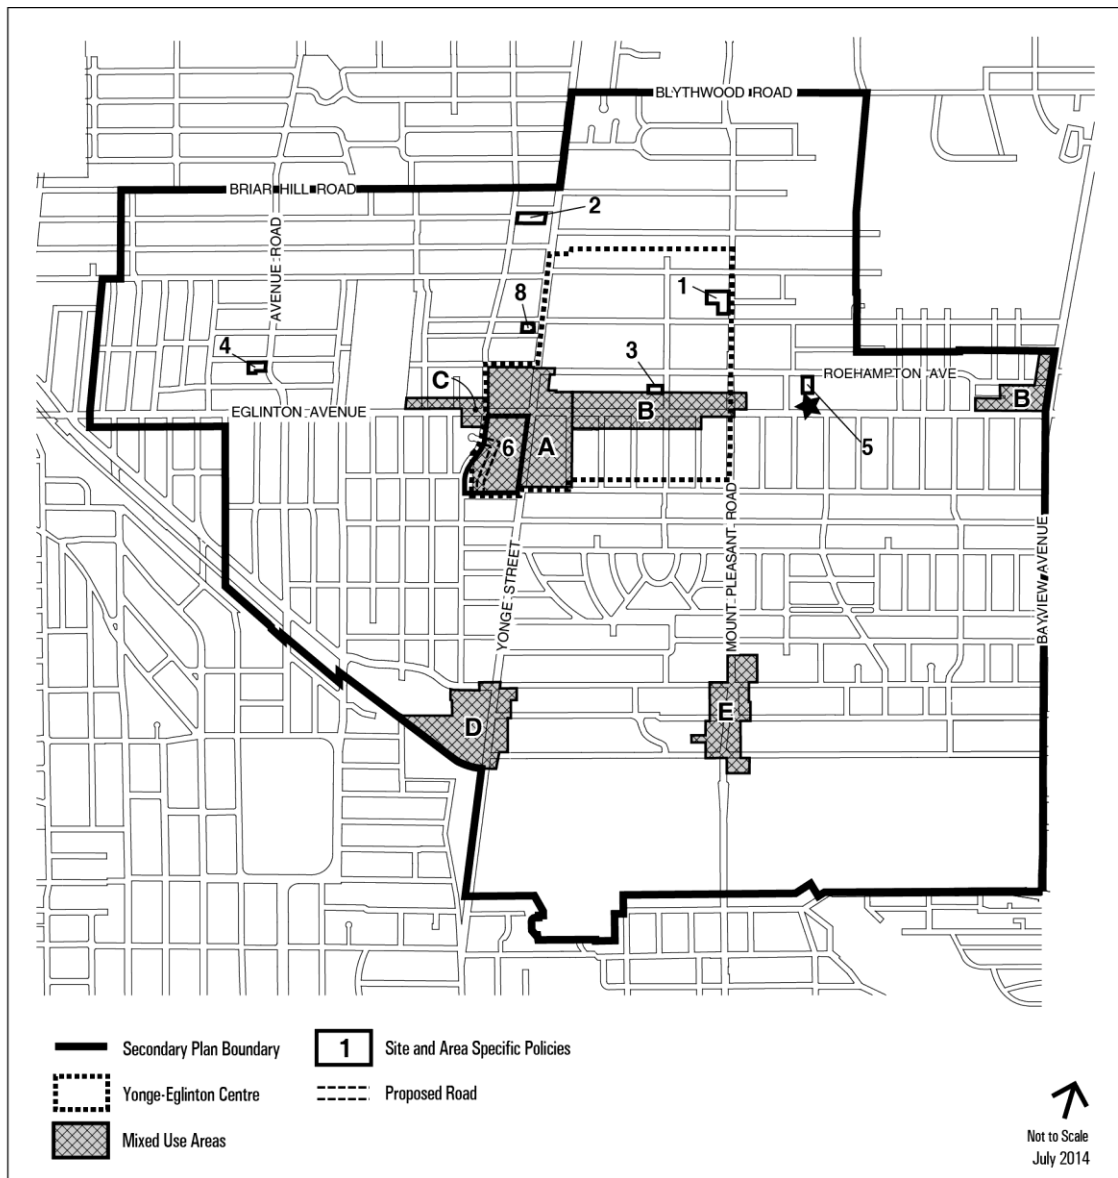 BLYTHWOOD ROAD
BRIAR HILL ROAD
2
AVENUE ROAD
1
8
3
4
ROEHAMPTON AVE
C
EGLINTON AVENUE
B
B
5
6
A
YONGE STREET
MOUNT PLEASANT ROAD
BAYVIEW AVENUE
D
E
Secondary Plan Boundary
1
Site and Area Specific Policies
Yonge-Eglinton Centre
Proposed Road
Mixed Use Areas
Not to Scale
July 2014